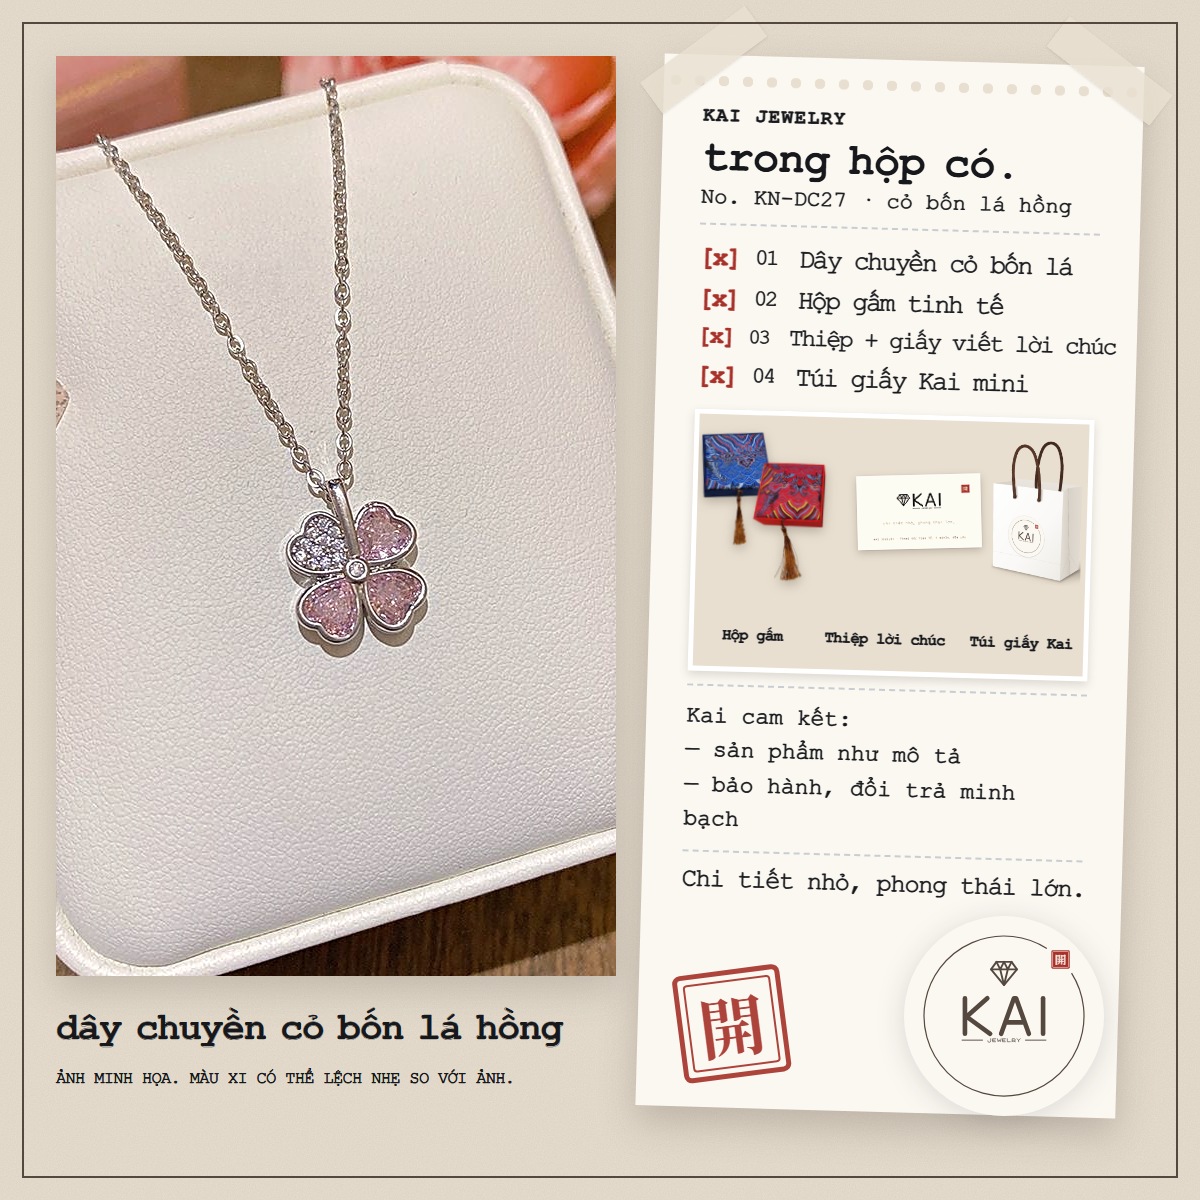 KAI JEWELRY
trong hộp có.
No. KN-DC27 · cỏ bốn lá hồng
[x] 01 Dây chuyền cỏ bốn lá
[x] 02 Hộp gấm tinh tế
[x] 03 Thiệp + giấy viết lời chúc
[x] 04 Túi giấy Kai mini
KAI
KAI
Hộp gấm Thiệp lời chúc Túi giấy Kai
Kai cam kết:
— sản phẩm như mô tả
— bảo hành, đổi trả minh
bạch
Chi tiết nhỏ, phong thái lớn.
開
開
KAI
JEWELRY
dây chuyền cỏ bốn lá hồng
ẢNH MINH HỌA. MÀU XI CÓ THỂ LỆCH NHẸ SO VỚI ẢNH.